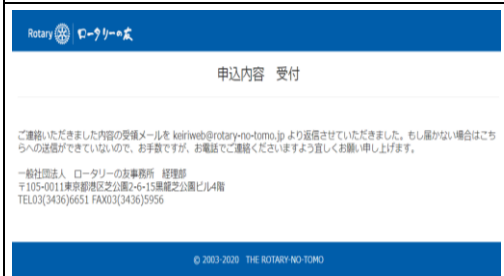 Rotary ロータリーの友
申込内容　受付
ご連絡いただきました内容の受領メールを keiriweb@rotary-no-tomo.jp より返信させていただきました。もし届かない場合はこち
らへの送信ができていないので、お手数ですが、お電話でご連絡くださいますよう宜しくお願い申し上げます。
一般社団法人　ロータリーの友事務所　経理部
〒105-0011東京都港区芝公園2-6-15黒龍芝公園ビル4階
TEL03(3436)6651 FAX03(3436)5956
© 2003-2020 THE ROTARY-NO-TOMO